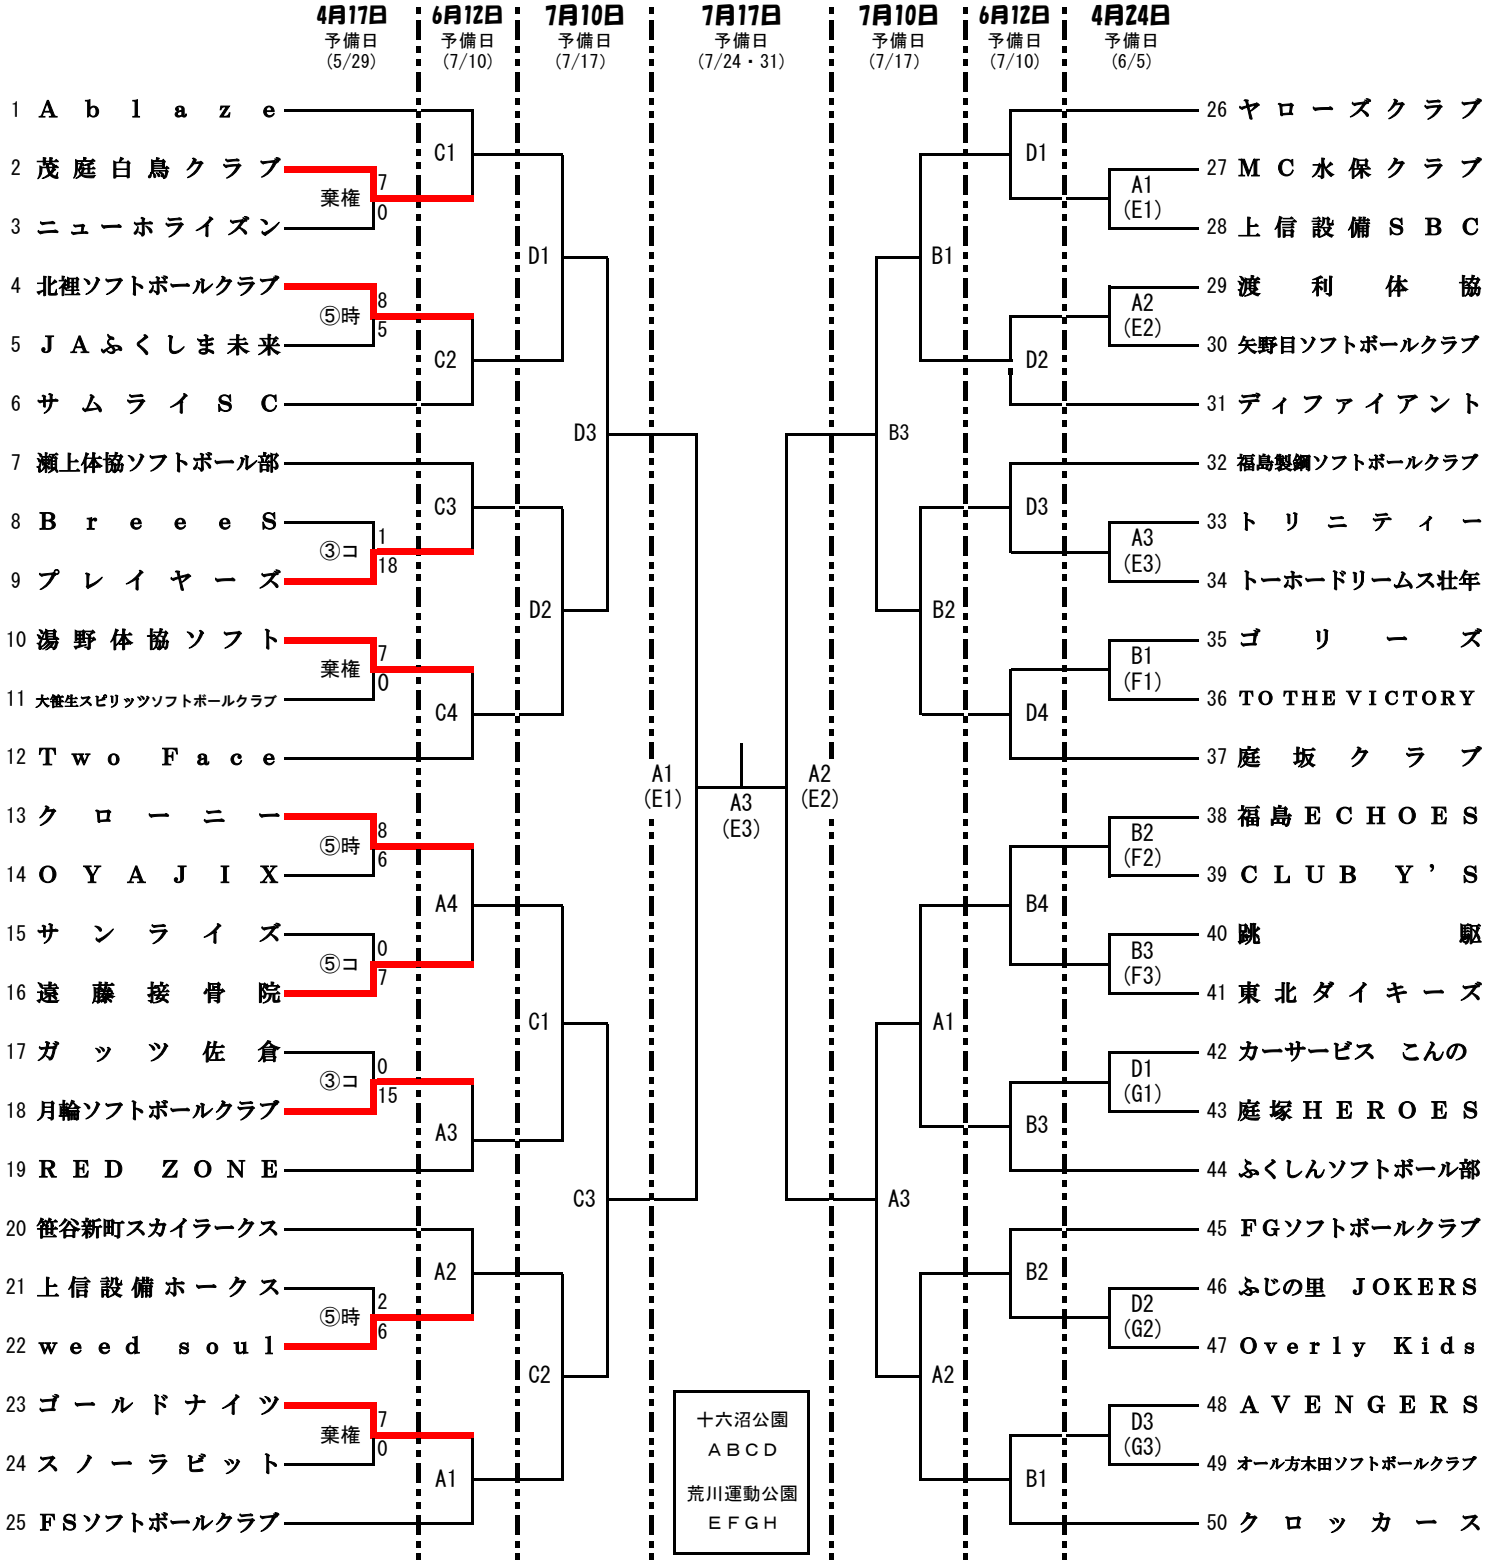 4月17日 6月12日 7月10日 7月17日 7月10日 6月12日 4月24日
予備日 予備日 予備日 予備日 予備日 予備日 予備日
(5/29) (7/10) (7/17) (7/24・31) (7/17) (7/10) (6/5)
1 Ablaze
2 茂庭白鳥クラブ
棄権 7 0
3 ニューホライズン
C1
4 北裡ソフトボールクラブ
⑤時 8 5
5 JAふくしま未来
C2
6 サムライSC
D1
7 瀬上体協ソフトボール部
C3
8 BreeeS
③コ 1 18
9 プレイヤーズ
D3
10 湯野体協ソフト
棄権 7 0
11 大笹生スピリッツソフトボールクラブ
D2
C4
12 Two Face
13 クローニー
⑤時 8 6
14 OYAJIX
A4
15 サンライズ
⑤コ 0 7
16 遠藤接骨院
C1
17 ガッツ佐倉
③コ 0 15
18 月輪ソフトボールクラブ
A3
19 RED ZONE
C3
20 笹谷新町スカイラークス
A2
21 上信設備ホークス
⑤時 2 6
22 weed soul
C2
23 ゴールドナイツ
棄権 7 0
24 スノーラビット
A1
25 FSソフトボールクラブ
A1
(E1)
A3
(E3)
A2
(E2)
26 ヤローズクラブ
D1
27 MC水保クラブ
A1
(E1)
28 上信設備SBC
B1
29 渡利体協
A2
(E2)
30 矢野目ソフトボールクラブ
D2
31 ディファイアント
B3
32 福島製鋼ソフトボールクラブ
D3
33 トリニティー
A3
(E3)
34 トーホードリームス壮年
B2
35 ゴリーズ
B1
(F1)
36 TO THE VICTORY
D4
37 庭坂クラブ
38 福島ECHOES
B2
(F2)
39 CLUB Y'S
B4
40 跳駆
B3
(F3)
41 東北ダイキーズ
A1
42 カーサービス こんの
D1
(G1)
43 庭塚HEROES
B3
44 ふくしんソフトボール部
A3
45 FGソフトボールクラブ
B2
46 ふじの里 JOKERS
D2
(G2)
47 Overly Kids
A2
48 AVENGERS
D3
(G3)
49 オール方木田ソフトボールクラブ
B1
50 クロッカース
十六沼公園
ABCD
荒川運動公園
EFGH